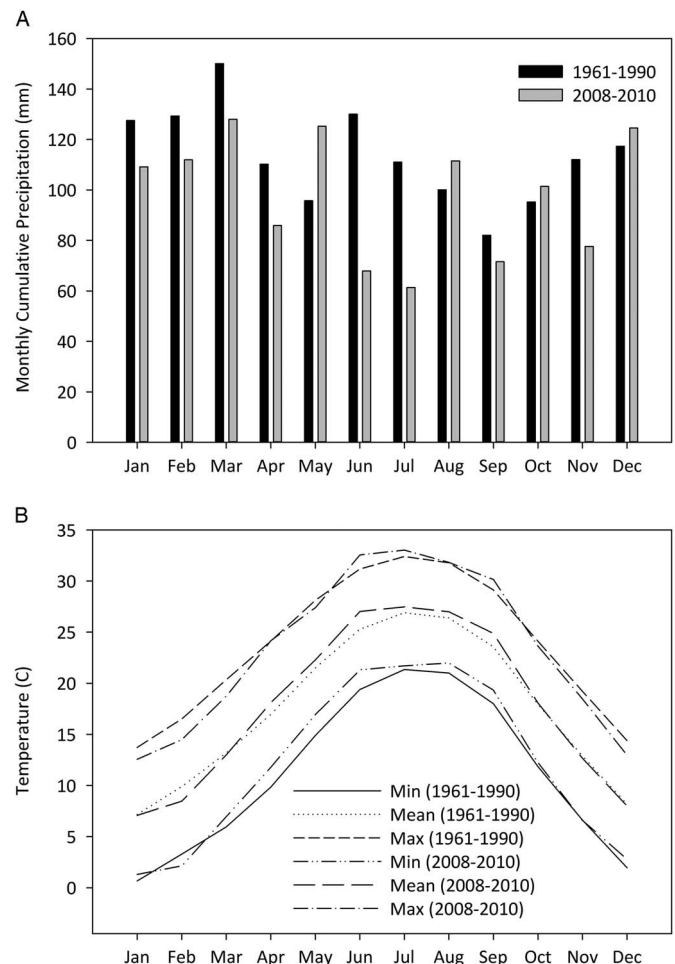 A
Monthly Cumulative Precipitation (mm)
160
140
120
100
80
60
40
20
0
1961-1990
2008-2010
Jan Feb Mar Apr May Jun Jul Aug Sep Oct Nov Dec
B
Temperature (C)
35
30
25
20
15
10
5
0
Min (1961-1990)
Mean (1961-1990)
Max (1961-1990)
Min (2008-2010)
Mean (2008-2010)
Max (2008-2010)
Jan Feb Mar Apr May Jun Jul Aug Sep Oct Nov Dec